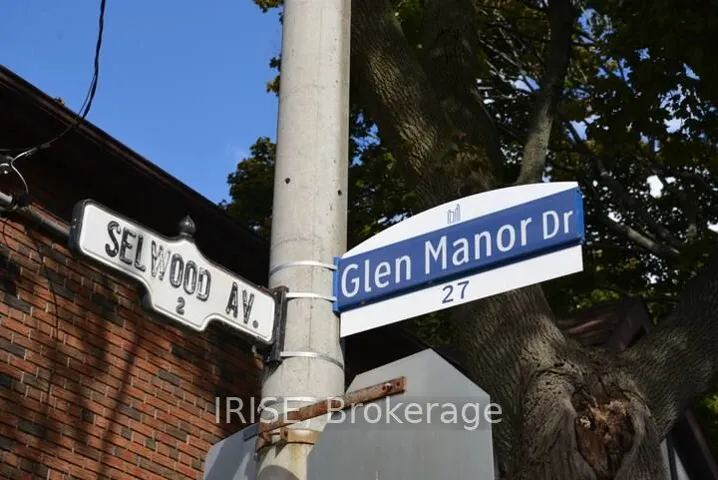 SELWOOD AV.
2
Glen Manor Dr
27
IRISE, Brokerage